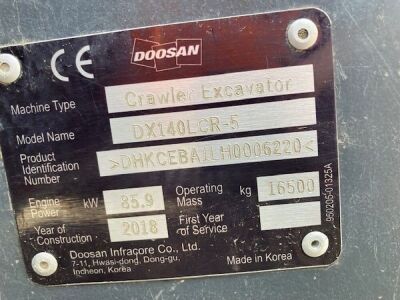 CE
DOOSAN
Machine Type Crawler Excavator
Model Name DX140LCR-5
Product
Identification >DHKCEBA1LH0006220<
Number
Engine
Power kW 85.9 Operating
Mass kg 16500
Year of
Construction 2018 First Year
of Service
Doosan Infracore Co., Ltd.
7-11, Hwasi-dong, Dong-gu,
Incheon, Korea
Made in Korea
950205-01325A